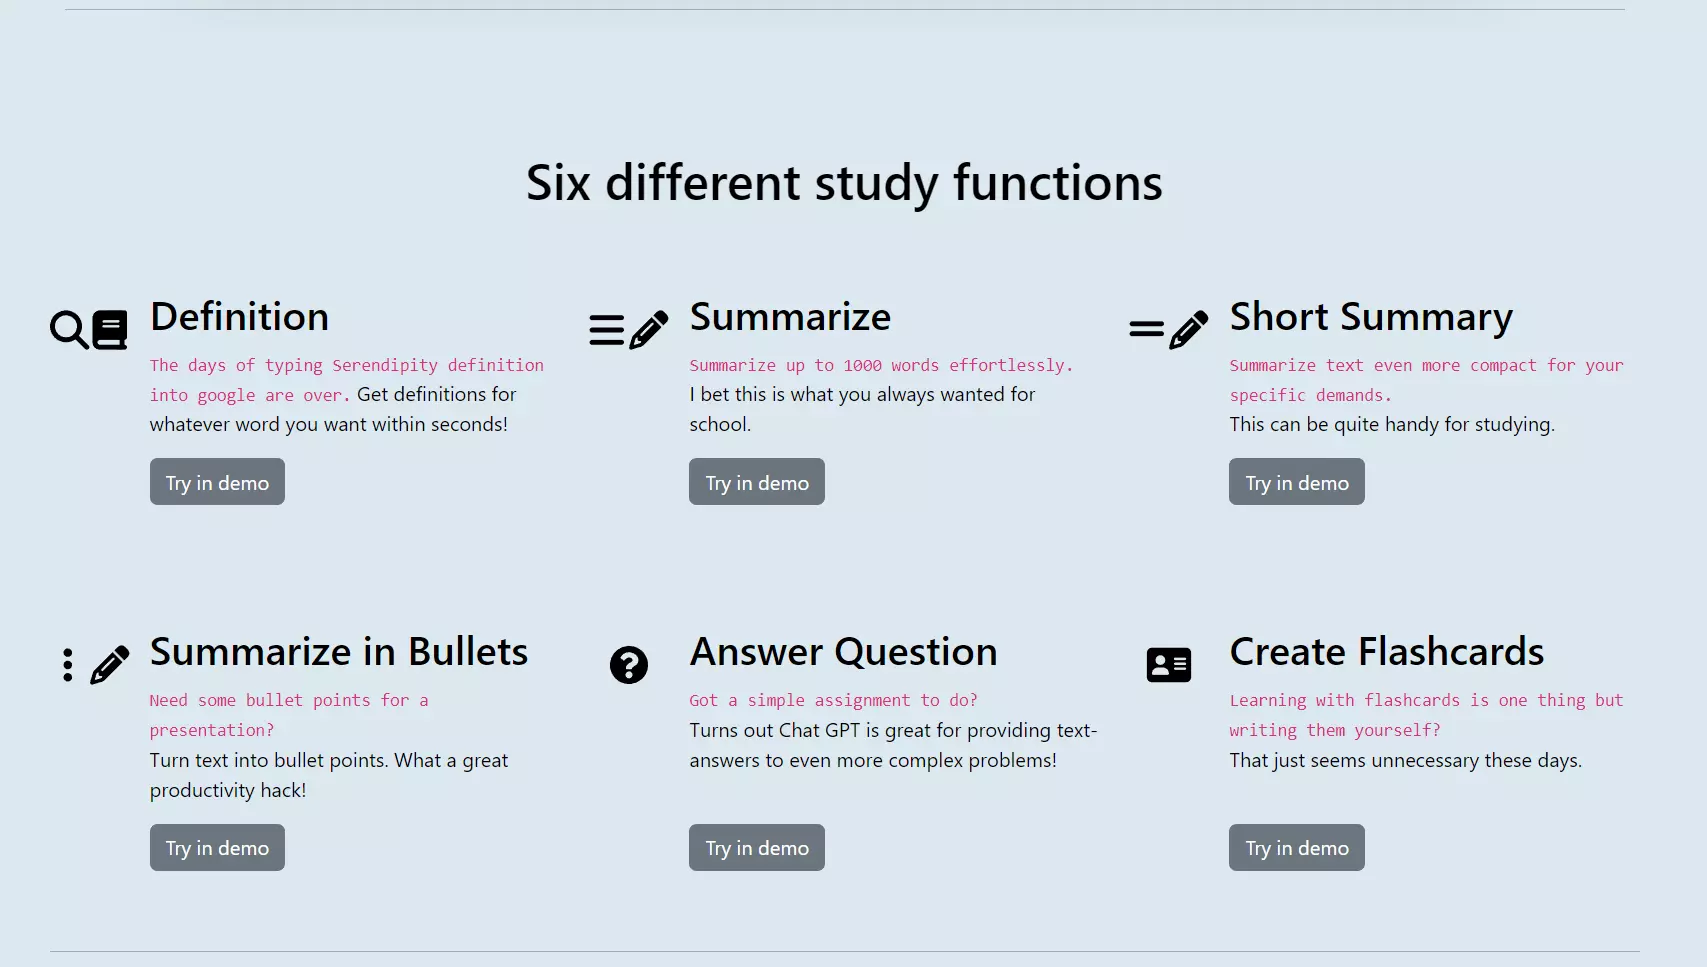 Six different study functions
Definition
The days of typing Serendipity definition
into google are over. Get definitions for
whatever word you want within seconds!
Try in demo
Summarize
Summarize up to 1000 words effortlessly.
I bet this is what you always wanted for
school.
Try in demo
Short Summary
Summarize text even more compact for your
specific demands.
This can be quite handy for studying.
Try in demo
Summarize in Bullets
Need some bullet points for a
presentation?
Turn text into bullet points. What a great
productivity hack!
Try in demo
Answer Question
Got a simple assignment to do?
Turns out Chat GPT is great for providing text-
answers to even more complex problems!
Try in demo
Create Flashcards
Learning with flashcards is one thing but
writing them yourself?
That just seems unnecessary these days.
Try in demo